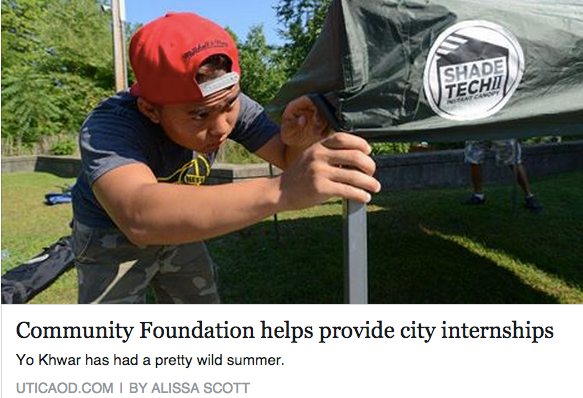 SHADE
TECH II
INSTANT CANOPY
Community Foundation helps provide city internships
Yo Khwar has had a pretty wild summer.
UTICAOD.COM | BY ALISSA SCOTT